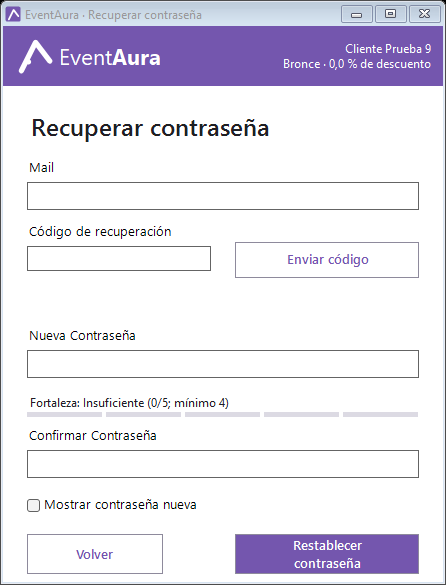 EventAura · Recuperar contraseña
EventAura
Cliente Prueba 9
Bronce · 0,0 % de descuento
Recuperar contraseña
Mail
Código de recuperación
Enviar código
Nueva Contraseña
Fortaleza: Insuficiente (0/5; mínimo 4)
Confirmar Contraseña
Mostrar contraseña nueva
Volver
Restablecer
contraseña